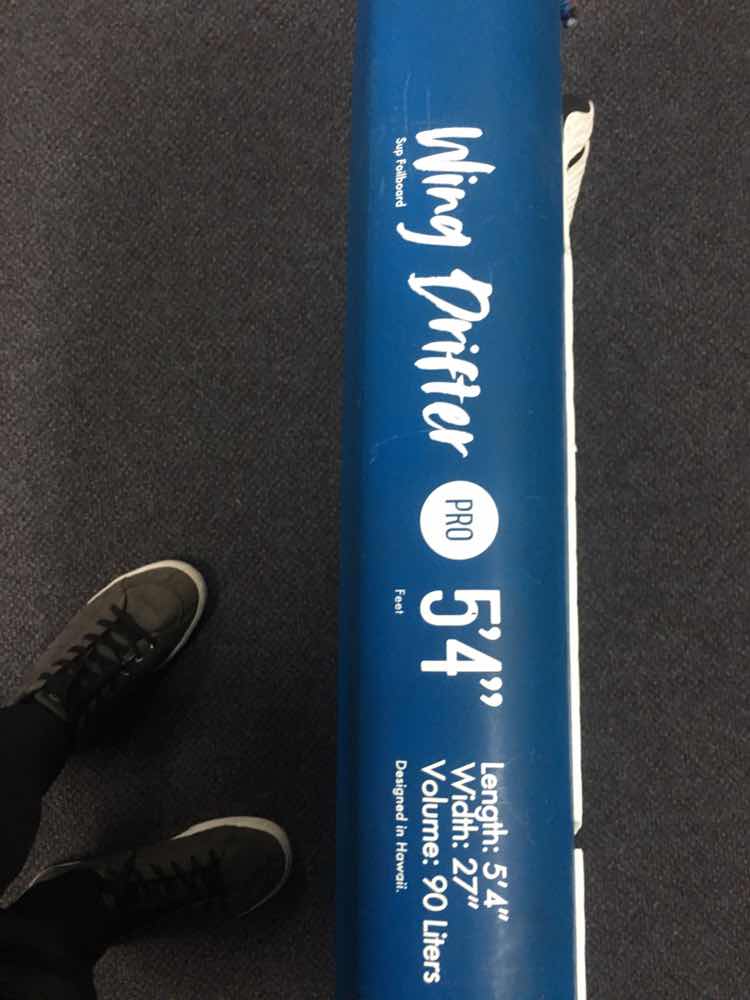 Wing Drifter
Sup Foilboard
PRO
5'4”
Feet
Length: 5'4”
Width: 27”
Volume: 90 Liters
Designed in Hawaii.